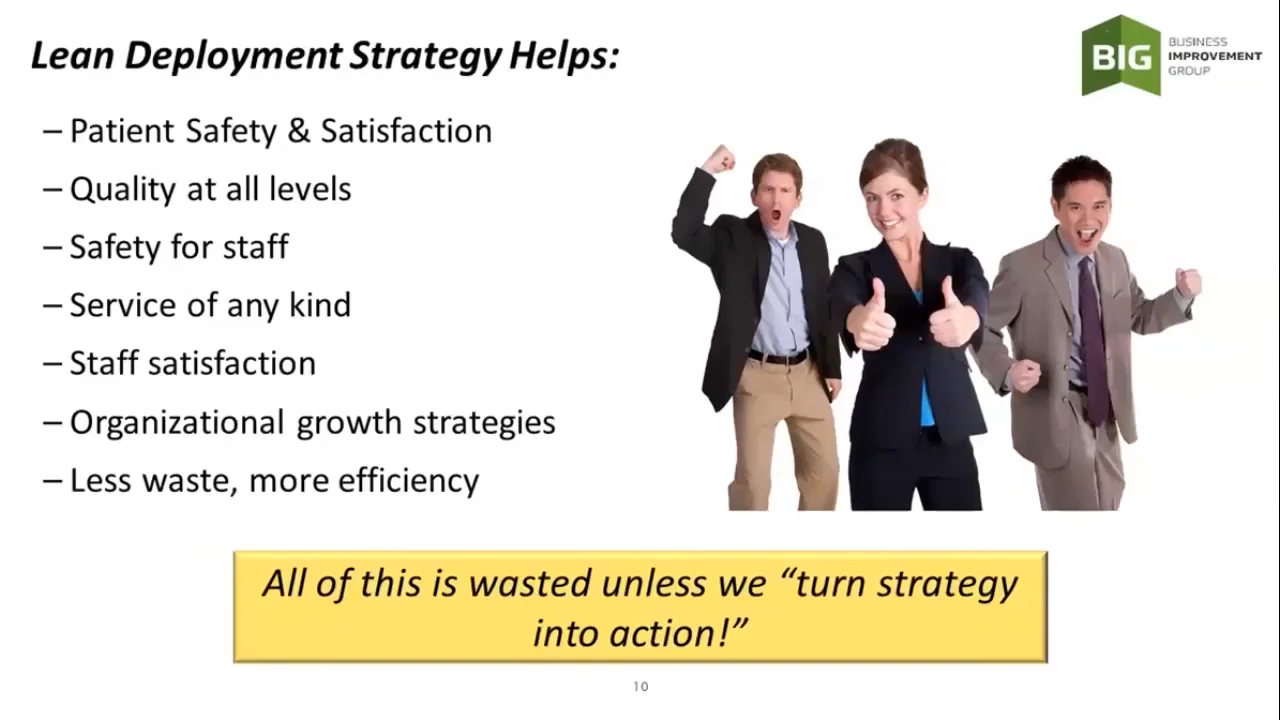 Lean Deployment Strategy Helps:
BIG
BUSINESS
IMPROVEMENT
GROUP
– Patient Safety & Satisfaction
– Quality at all levels
– Safety for staff
– Service of any kind
– Staff satisfaction
– Organizational growth strategies
– Less waste, more efficiency
All of this is wasted unless we “turn strategy
into action!”
10